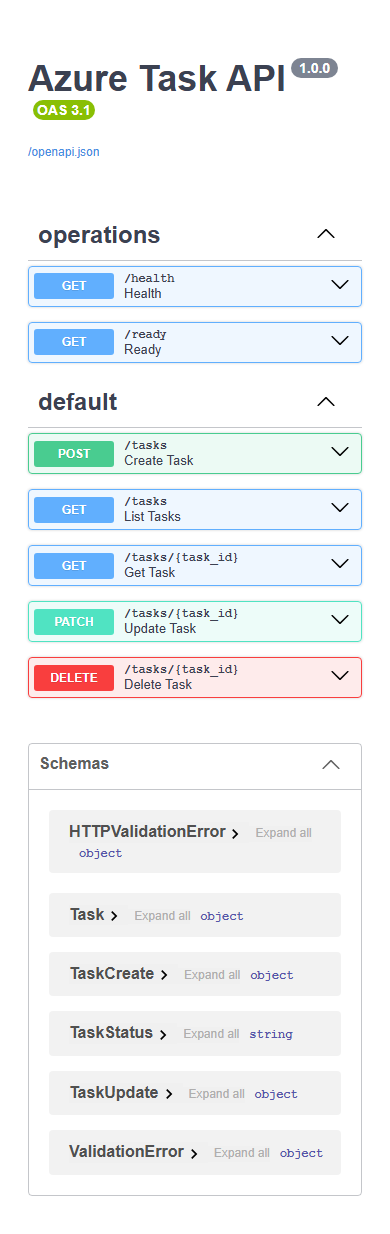 Azure Task API 1.0.0
OAS 3.1
/openapi.json
operations
GET /health
Health
GET /ready
Ready
default
POST /tasks
Create Task
GET /tasks
List Tasks
GET /tasks/{task_id}
Get Task
PATCH /tasks/{task_id}
Update Task
DELETE /tasks/{task_id}
Delete Task
Schemas
HTTPValidationError Expand all
object
Task Expand all object
TaskCreate Expand all object
TaskStatus Expand all string
TaskUpdate Expand all object
ValidationError Expand all object